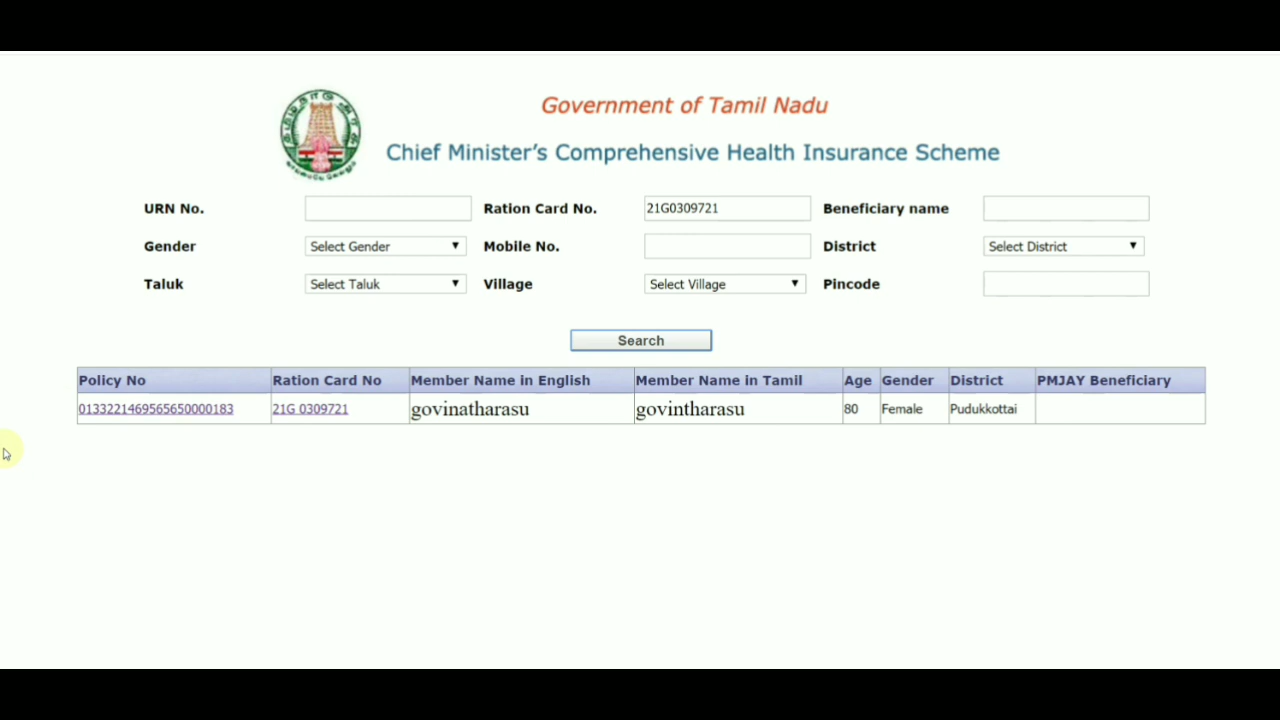 Government of Tamil Nadu
Chief Minister's Comprehensive Health Insurance Scheme
URN No. Ration Card No. 21G0309721 Beneficiary name
Gender Select Gender Mobile No. District Select District
Taluk Select Taluk Village Select Village Pincode
Search
Policy No Ration Card No Member Name in English Member Name in Tamil Age Gender District PMJAY Beneficiary
0133221469565650000183 21G 0309721 govinatharasu govintharasu 80 Female Pudukkottai